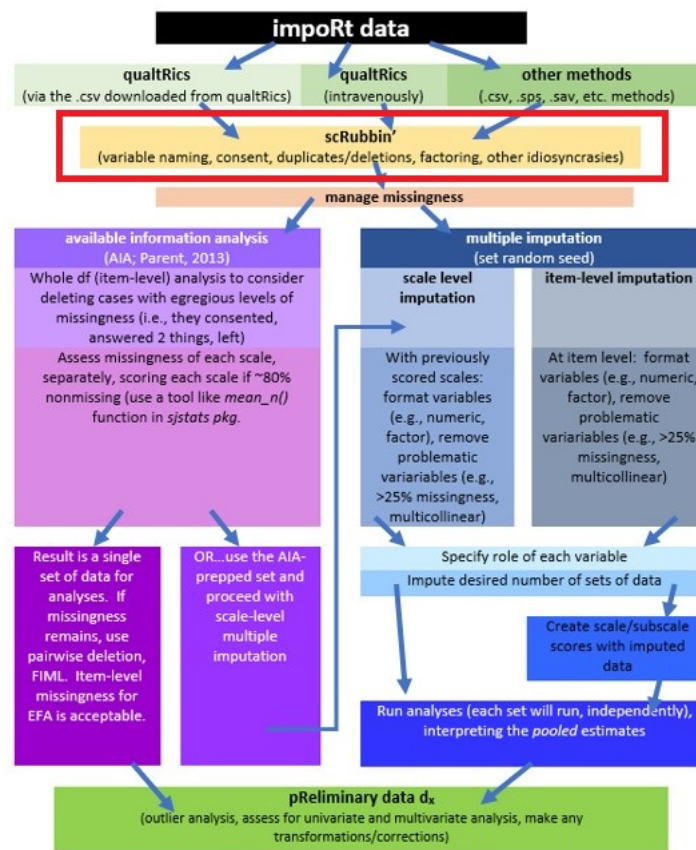 impoRt data
qualtRics
(via the .csv downloaded from qualtRics)
qualtRics
(intravenously)
other methods
(.csv, .sps, .sav, etc. methods)
scRubbin’
(variable naming, consent, duplicates/deletions, factoring, other idiosyncrasies)
manage missingness
available information analysis
(AIA; Parent, 2013)
Whole df (item-level) analysis to consider
deleting cases with egregious levels of
missingness (i.e., they consented,
answered 2 things, left)
Assess missingness of each scale,
separately, scoring each scale if ~80%
nonmissing (use a tool like mean_n()
function in sjstats pkg.
Result is a single
set of data for
analyses. If
missingness
remains, use
pairwise deletion,
FIML. Item-level
missingness for
EFA is acceptable.
OR...use the AIA-
prepped set and
proceed with
scale-level
multiple
imputation
multiple imputation
(set random seed)
scale level
imputation
With previously
scored scales:
format variables
(e.g., numeric,
factor), remove
problematic
varariables (e.g.,
>25% missingness,
multicollinear)
item-level imputation
At item level: format
variables (e.g., numeric,
factor), remove
problematic
variariables (e.g., >25%
missingness,
multicollinear)
Specify role of each variable
Impute desired number of sets of data
Create scale/subscale
scores with imputed
data
Run analyses (each set will run, independently),
interpreting the pooled estimates
pReliminary data dx
(outlier analysis, assess for univariate and multivariate analysis, make any
transformations/corrections)